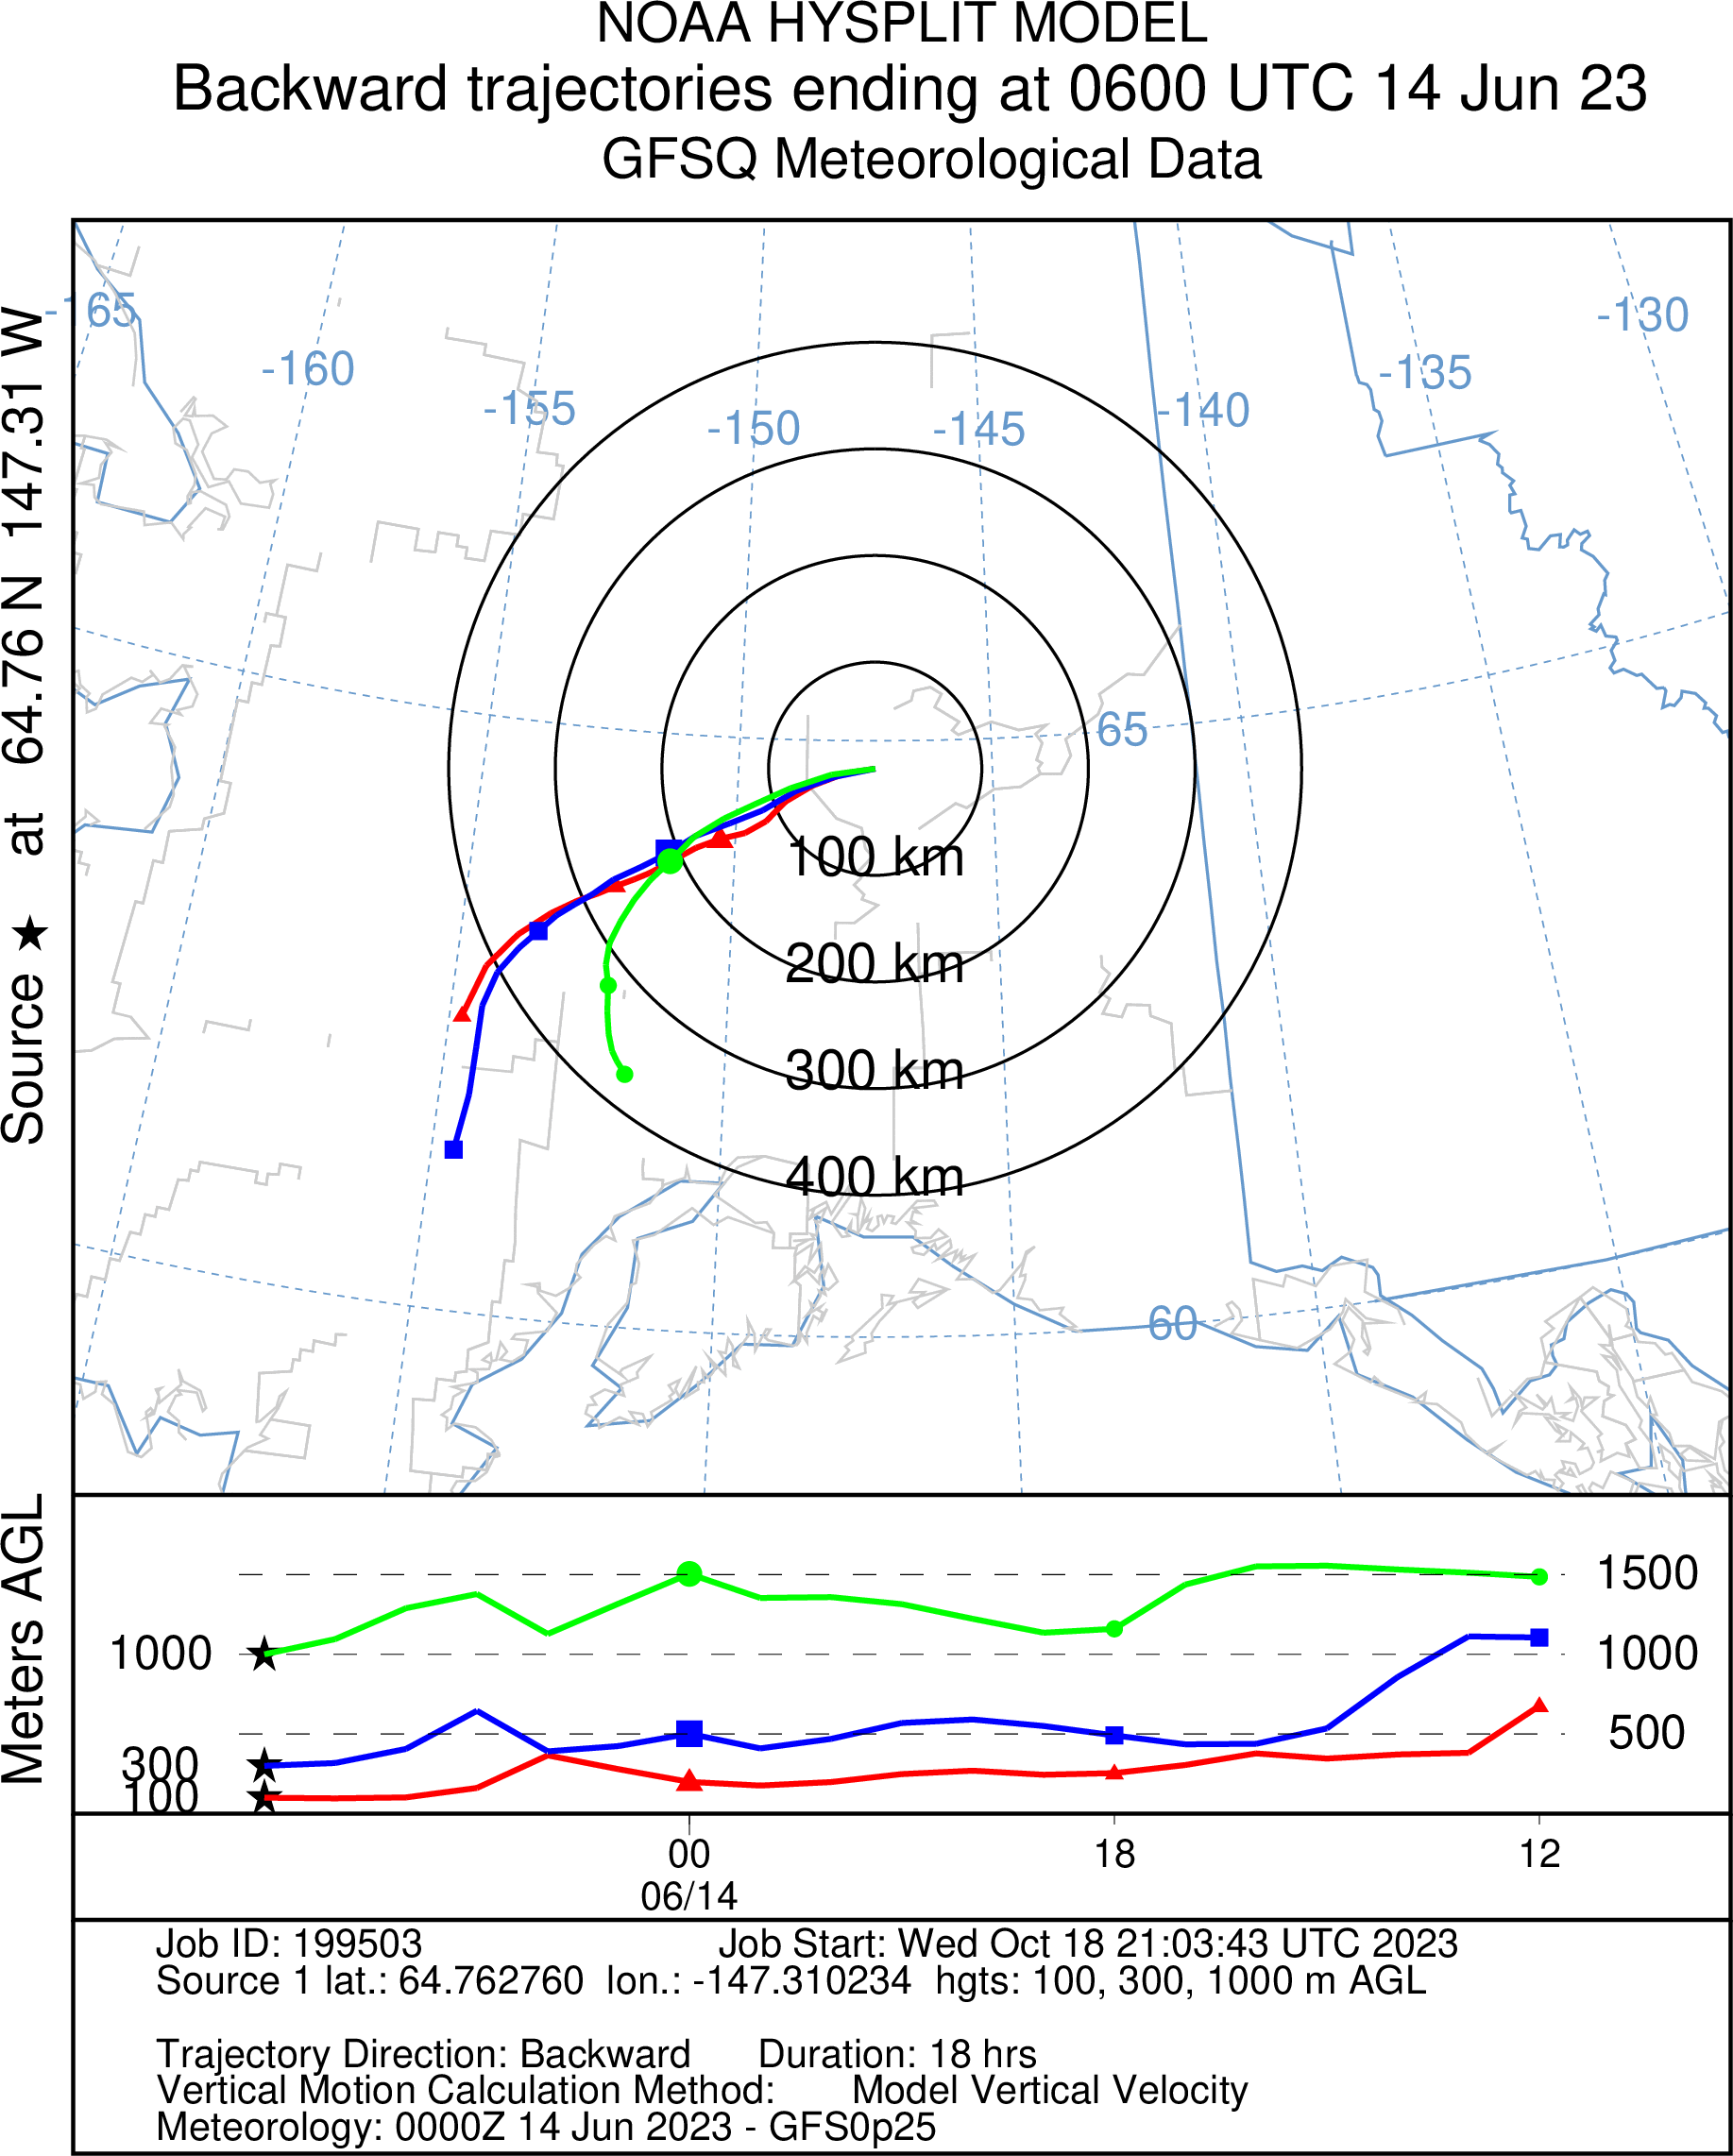 NOAA HYSPLIT MODEL
Backward trajectories ending at 0600 UTC 14 Jun 23
GFSQ Meteorological Data
Source ★ at 64.76 N 147.31 W
-165
-160
-155
-150
-145
-140
-135
-130
65
60
100 km
200 km
300 km
400 km
Meters AGL
1500
1000
1000
500
300
100
00
18
12
06/14
Job ID: 199503 Job Start: Wed Oct 18 21:03:43 UTC 2023
Source 1 lat.: 64.762760 lon.: -147.310234 hgts: 100, 300, 1000 m AGL
Trajectory Direction: Backward Duration: 18 hrs
Vertical Motion Calculation Method: Model Vertical Velocity
Meteorology: 0000Z 14 Jun 2023 - GFS0p25